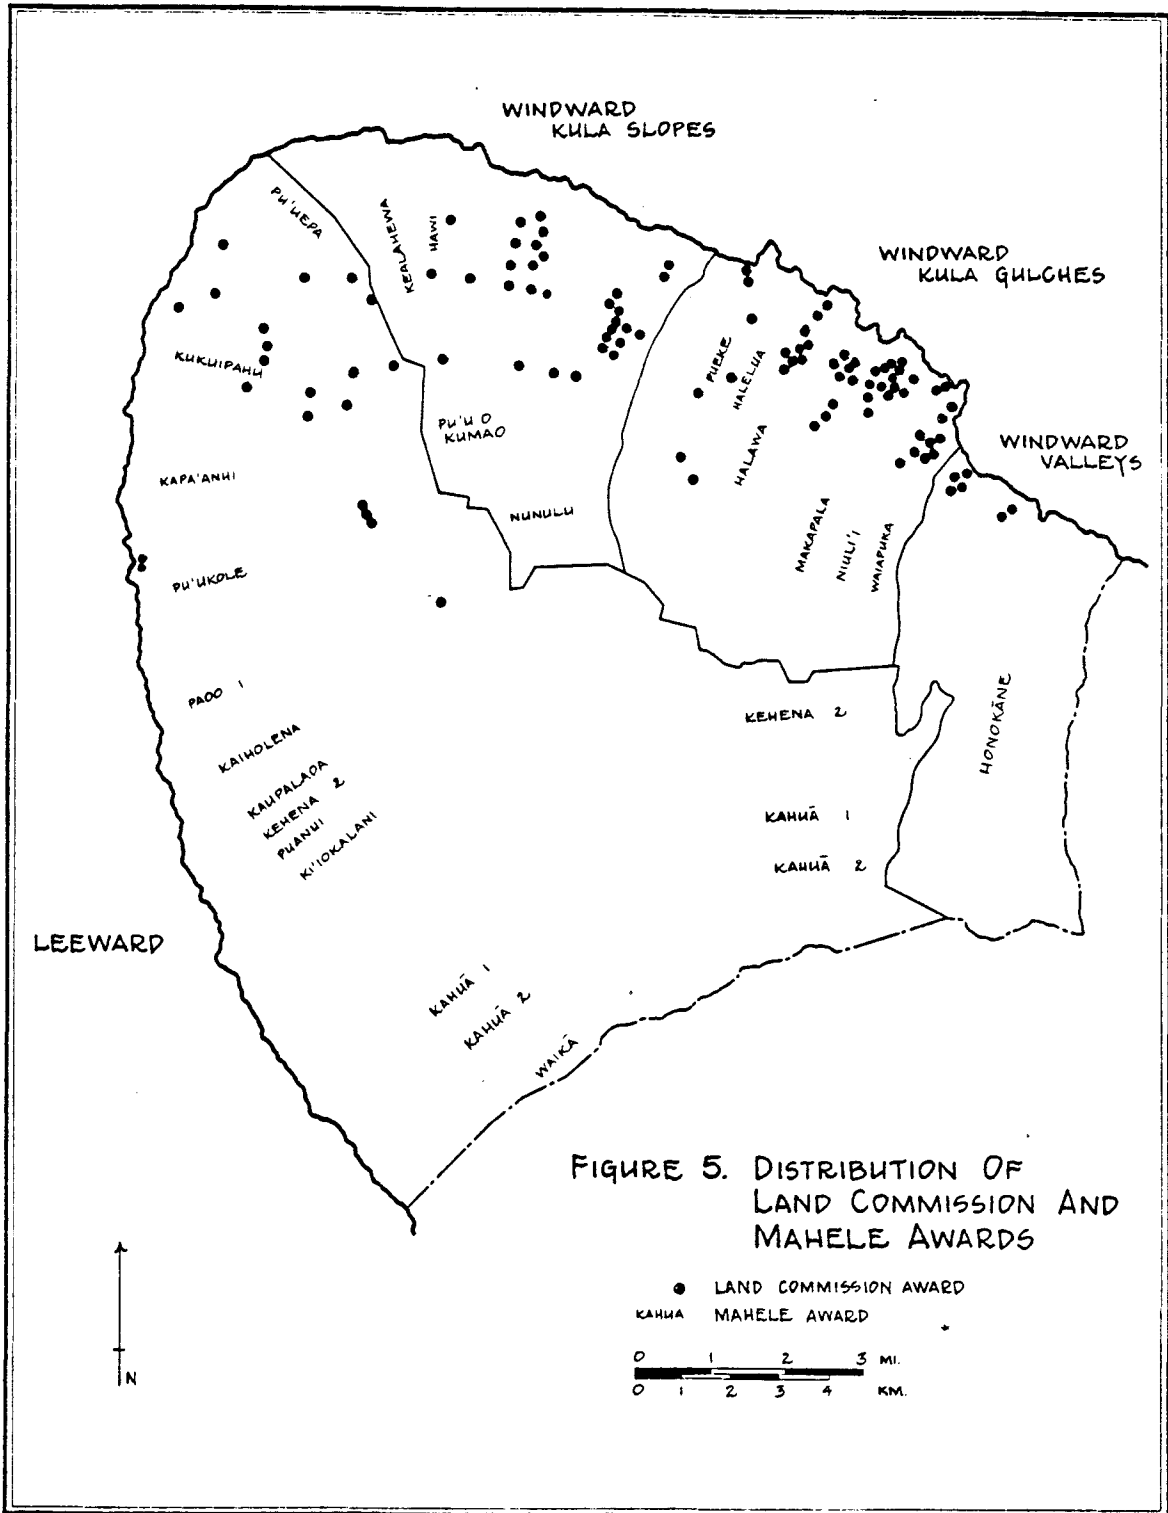 WINDWARD
KULA SLOPES
PU'UEPA
KEALAHEWA
HAWI
WINDWARD
KULA GULCHES
KUKUIPAHU
PUEKE
HALELUA
PU'U O
KUMAO
HALAWA
WINDWARD
VALLEYS
KAPA'ANUI
NUNULU
MAKAPALA
NIULI'I
WAIAPUKA
PU'UKOLE
PAOO 1
KEHENA 2
HONOKĀNE
KAIHOLENA
KAUPALAOA
KEHENA 2
PUANUI
KI'IOKALANI
KAHUĀ 1
KAHUĀ 2
LEEWARD
KAHUĀ 1
KAHUĀ 2
WAIKĀ
FIGURE 5. DISTRIBUTION OF
LAND COMMISSION AND
MAHELE AWARDS
LAND COMMISSION AWARD
KAHUA MAHELE AWARD
0 1 2 3 MI.
0 1 2 3 4 KM.
N